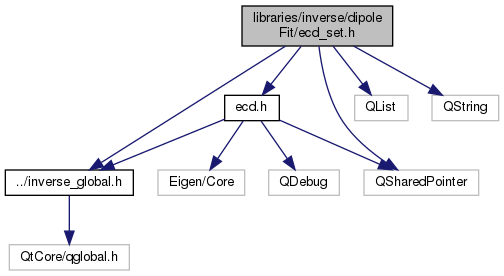 libraries/inverse/dipole
Fit/ecd_set.h
ecd.h
QList
QString
../inverse_global.h
Eigen/Core
QDebug
QSharedPointer
QtCore/qglobal.h